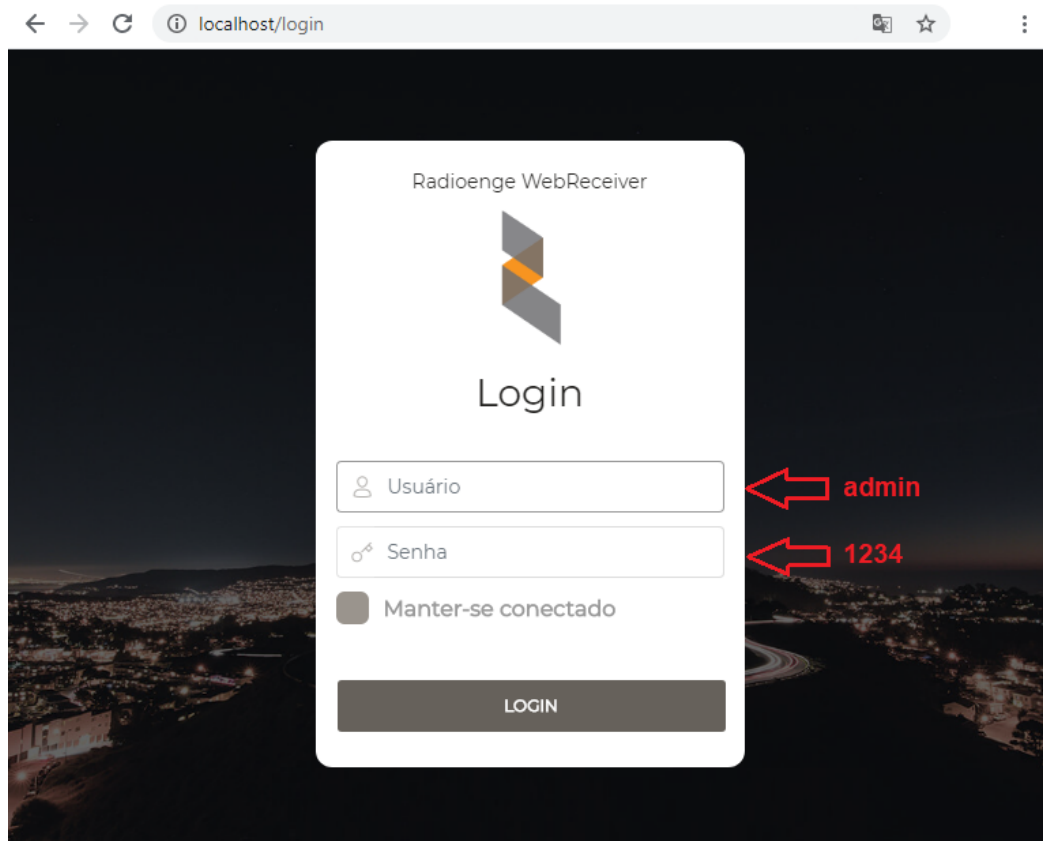 localhost/login
Radioenge WebReceiver
Login
Usuário
admin
Senha
1234
Manter-se conectado
LOGIN